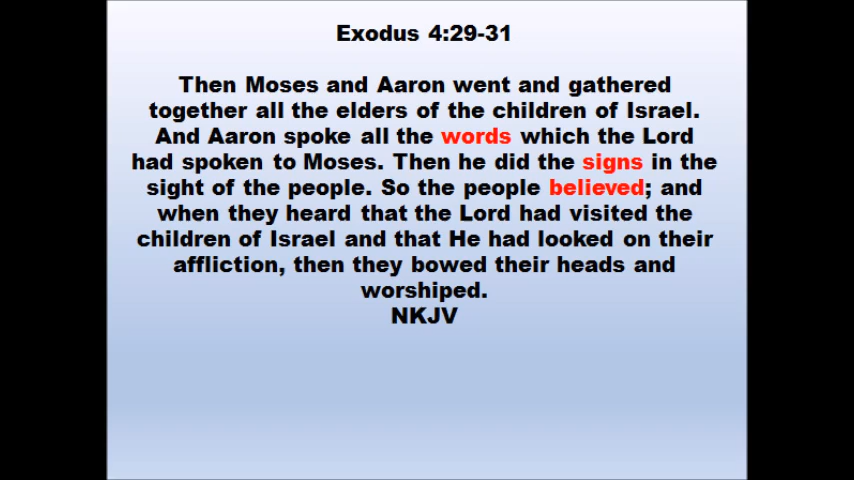 Exodus 4:29-31
Then Moses and Aaron went and gathered
together all the elders of the children of Israel.
And Aaron spoke all the words which the Lord
had spoken to Moses. Then he did the signs in the
sight of the people. So the people believed; and
when they heard that the Lord had visited the
children of Israel and that He had looked on their
affliction, then they bowed their heads and
worshiped.
NKJV